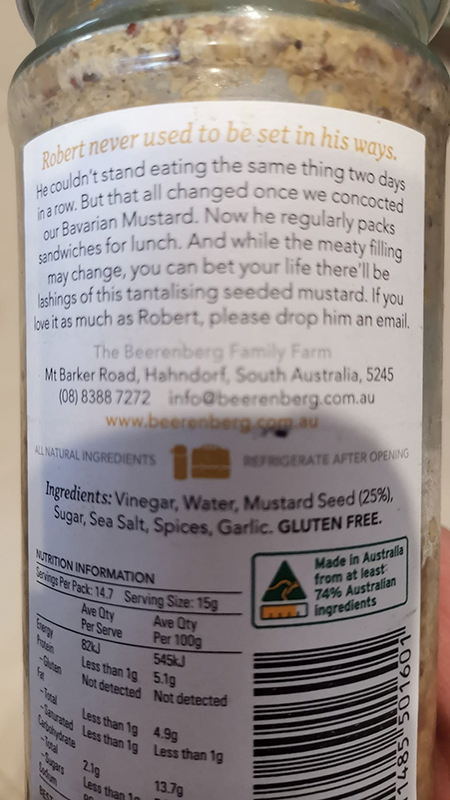 Robert never used to be set in his ways.
He couldn't stand eating the same thing two days
in a row. But that all changed once we concocted
our Bavarian Mustard. Now he regularly packs
sandwiches for lunch. And while the meaty filling
may change, you can bet your life there'll be
lashings of this tantalising seeded mustard. If you
love it as much as Robert, please drop him an email.
The Beerenberg Family Farm
Mt Barker Road, Hahndorf, South Australia, 5245
(08) 8388 7272 info@beerenberg.com.au
www.beerenberg.com.au
ALL NATURAL INGREDIENTS REFRIGERATE AFTER OPENING
Ingredients: Vinegar, Water, Mustard Seed (25%),
Sugar, Sea Salt, Spices, Garlic. GLUTEN FREE.
Made in Australia
from at least
74% Australian
ingredients
NUTRITION INFORMATION
Servings Per Pack: 14.7 Serving Size: 15g
Ave Qty Ave Qty
Per Serve Per 100g
Energy 82kJ 545kJ
Protein Less than 1g 5.1g
- Gluten Not detected Not detected
Fat
- Total Less than 1g 4.9g
- Saturated Less than 1g Less than 1g
Carbohydrate
- Total 2.1g 13.7g
- Sugars Less than 1g
Sodium
BEST
1485 501601